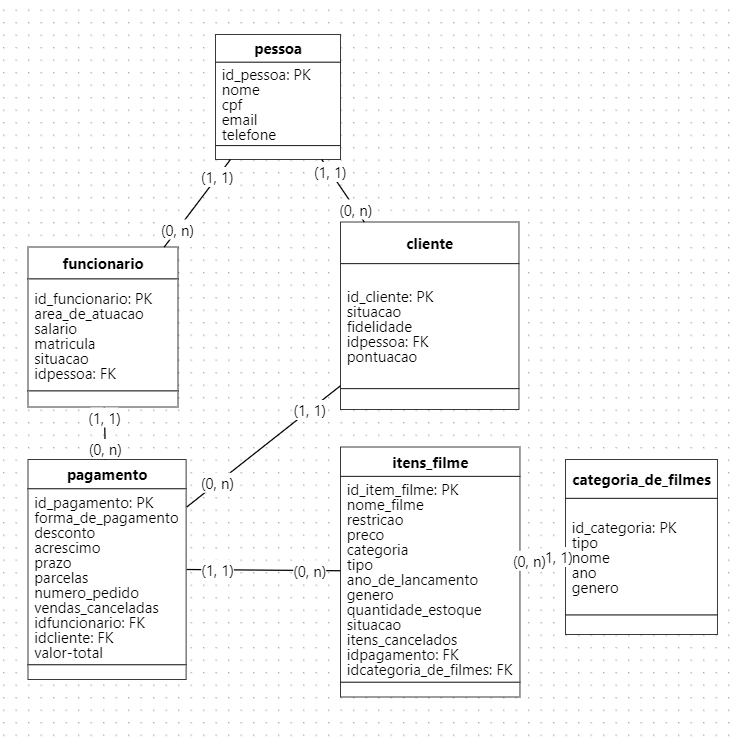 pessoa
id_pessoa: PK
nome
cpf
email
telefone
(1, 1)
(1, 1)
(0, n)
(0, n)
funcionario
id_funcionario: PK
area_de_atuacao
salario
matricula
situacao
idpessoa: FK
cliente
id_cliente: PK
situacao
fidelidade
idpessoa: FK
pontuacao
(1, 1)
(0, n)
(1, 1)
(0, n)
pagamento
id_pagamento: PK
forma_de_pagamento
desconto
acrescimo
prazo
parcelas
numero_pedido
vendas_canceladas
idfuncionario: FK
idcliente: FK
valor-total
(1, 1)
(0, n)
itens_filme
id_item_filme: PK
nome_filme
restricao
preco
categoria
tipo
ano_de_lancamento
genero
quantidade_estoque
situacao
itens_cancelados
idpagamento: FK
idcategoria_de_filmes: FK
(0, n)
1, 1)
categoria_de_filmes
id_categoria: PK
tipo
nome
ano
genero